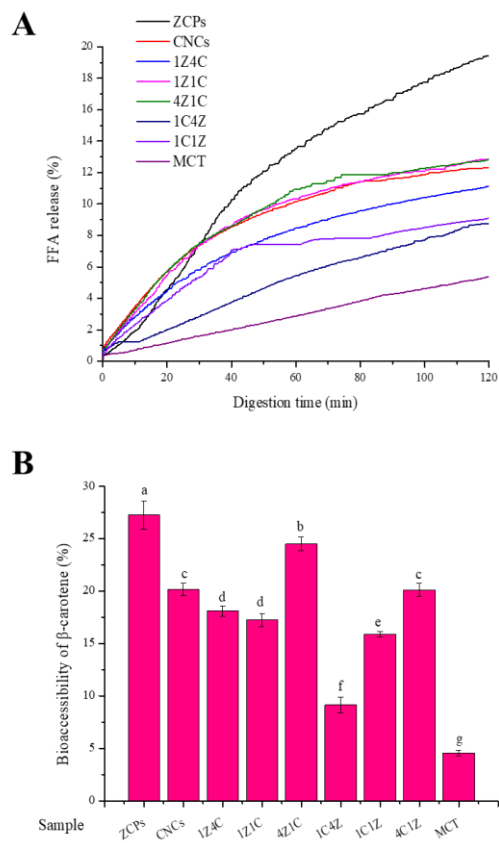 A
ZCPs
CNCs
1Z4C
1Z1C
4Z1C
1C4Z
1C1Z
MCT
20
18
16
14
12
10
8
6
4
2
0
FFA release (%)
0 20 40 60 80 100 120
Digestion time (min)
B
30
25
20
15
10
5
0
Bioaccessibility of β-carotene (%)
a
b
c
d
d
f
e
c
g
Sample
ZCPs CNCs 1Z4C 1Z1C 4Z1C 1C4Z 1C1Z 4C1Z MCT